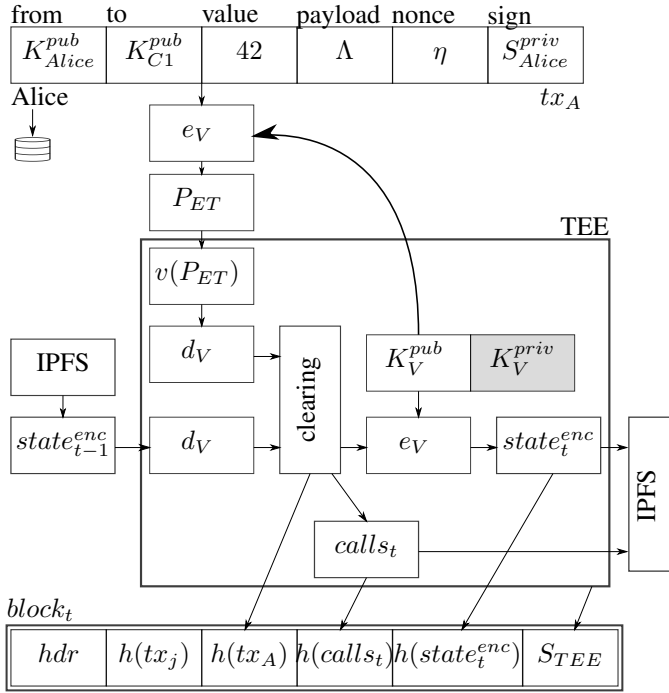 from to value payload nonce sign
K_{Alice}^{pub} K_{C1}^{pub} 42 Λ η S_{Alice}^{priv}
Alice tx_A
e_V
P_{ET}
TEE
v(P_{ET})
d_V
clearing
K_V^{pub} K_V^{priv}
IPFS
state_{t-1}^{enc} d_V e_V state_t^{enc}
IPFS
calls_t
block_t
hdr h(tx_j) h(tx_A) h(calls_t) h(state_t^{enc}) S_{TEE}